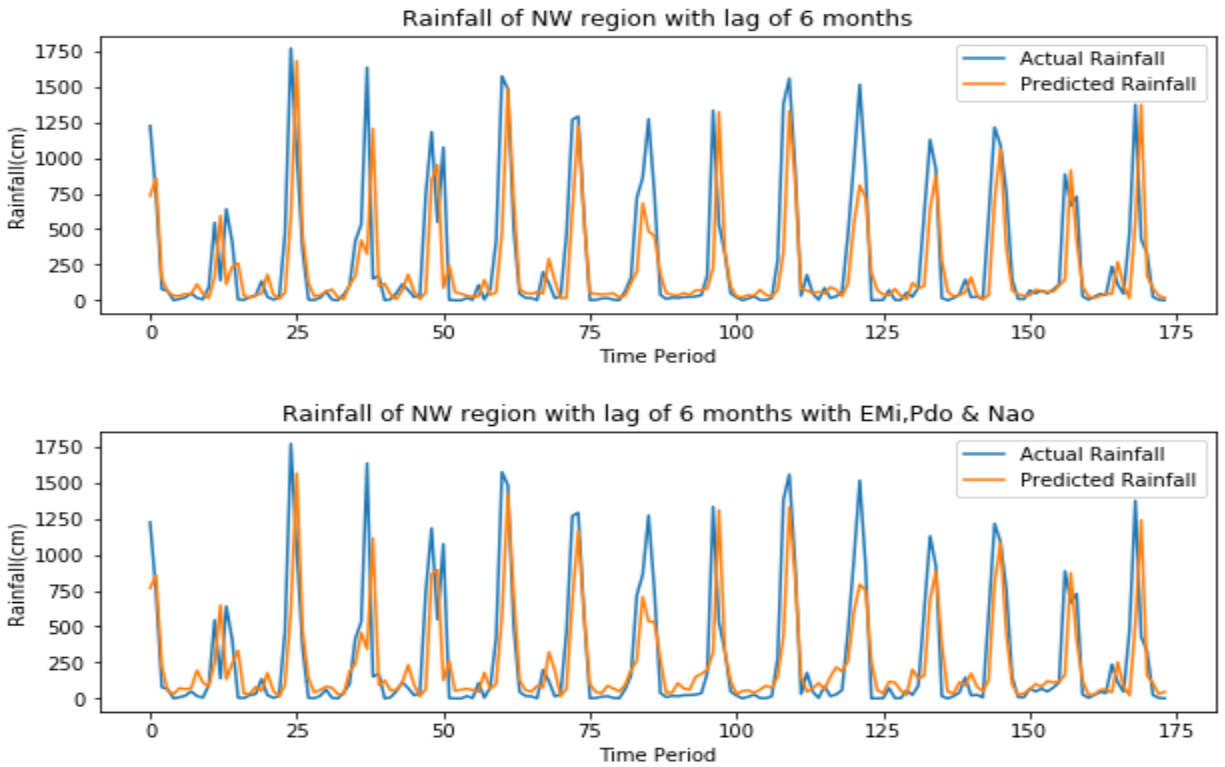 Rainfall of NW region with lag of 6 months
1750
1500
1250
1000
750
500
250
0
Rainfall(cm)
Actual Rainfall
Predicted Rainfall
0 25 50 75 100 125 150 175
Time Period
Rainfall of NW region with lag of 6 months with EMi,Pdo & Nao
1750
1500
1250
1000
750
500
250
0
Rainfall(cm)
Actual Rainfall
Predicted Rainfall
0 25 50 75 100 125 150 175
Time Period